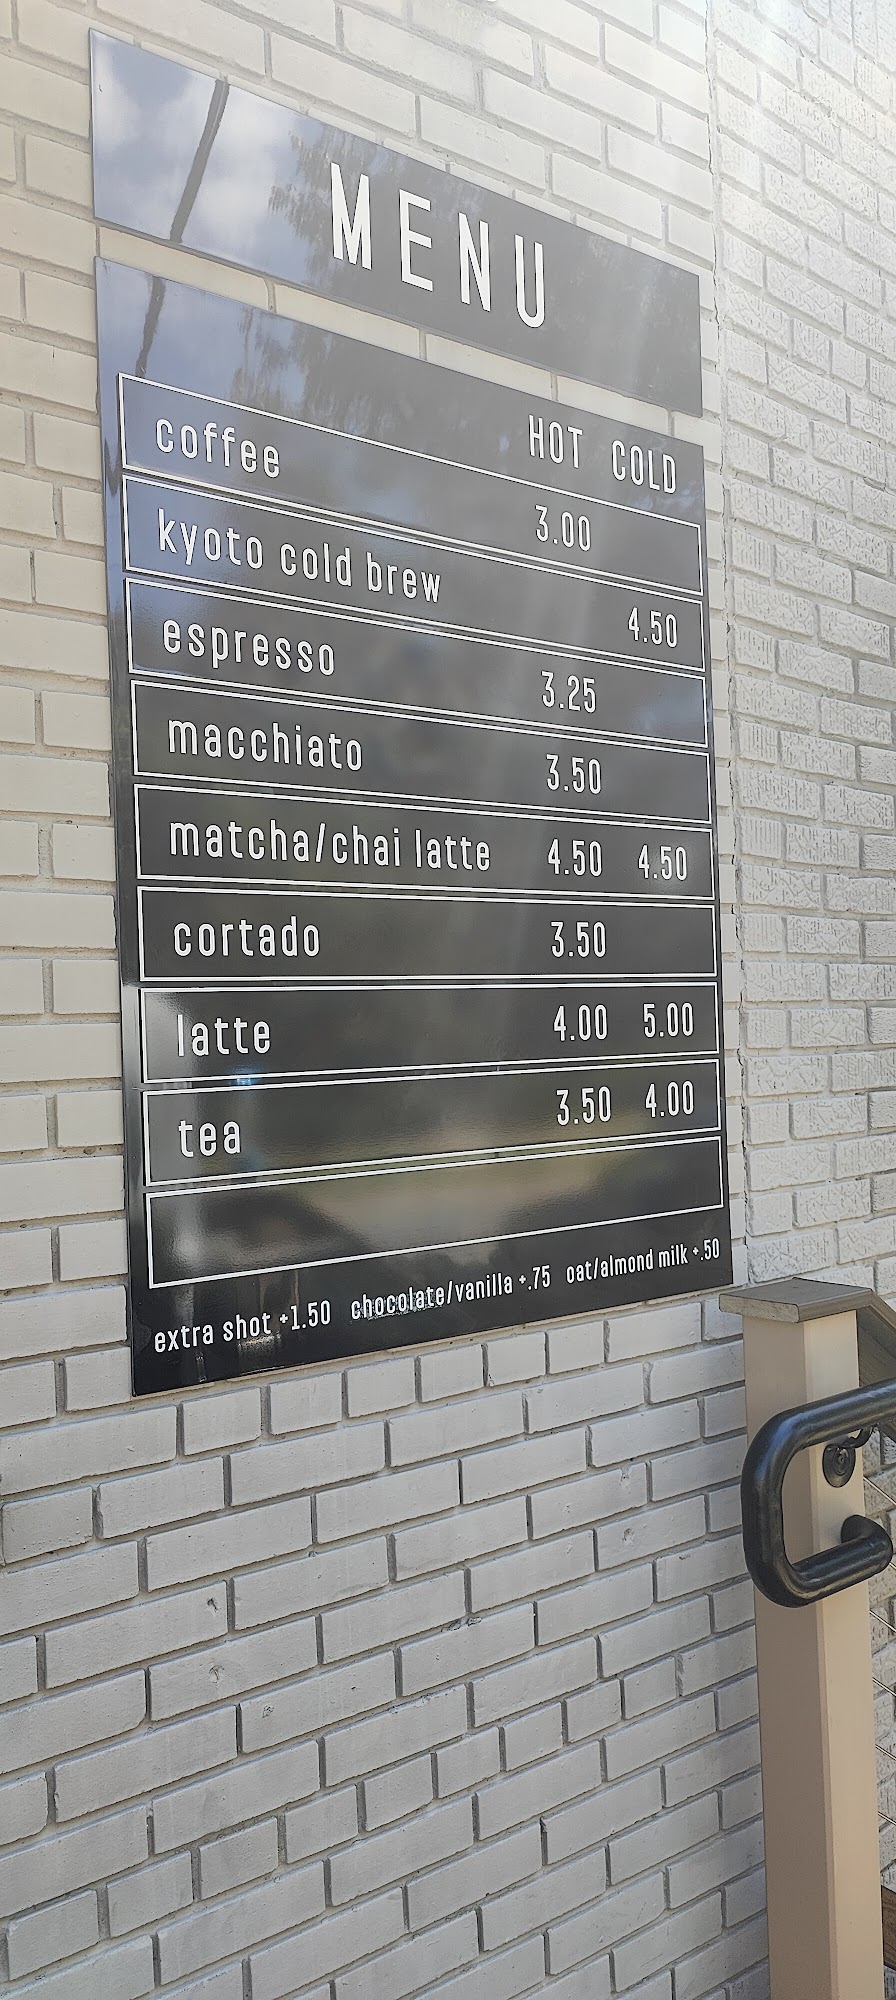 MENU
HOT COLD
coffee 3.00
kyoto cold brew 4.50
espresso 3.25
macchiato 3.50
matcha/chai latte 4.50 4.50
cortado 3.50
latte 4.00 5.00
tea 3.50 4.00
extra shot +1.50 chocolate/vanilla +.75 oat/almond milk +.50